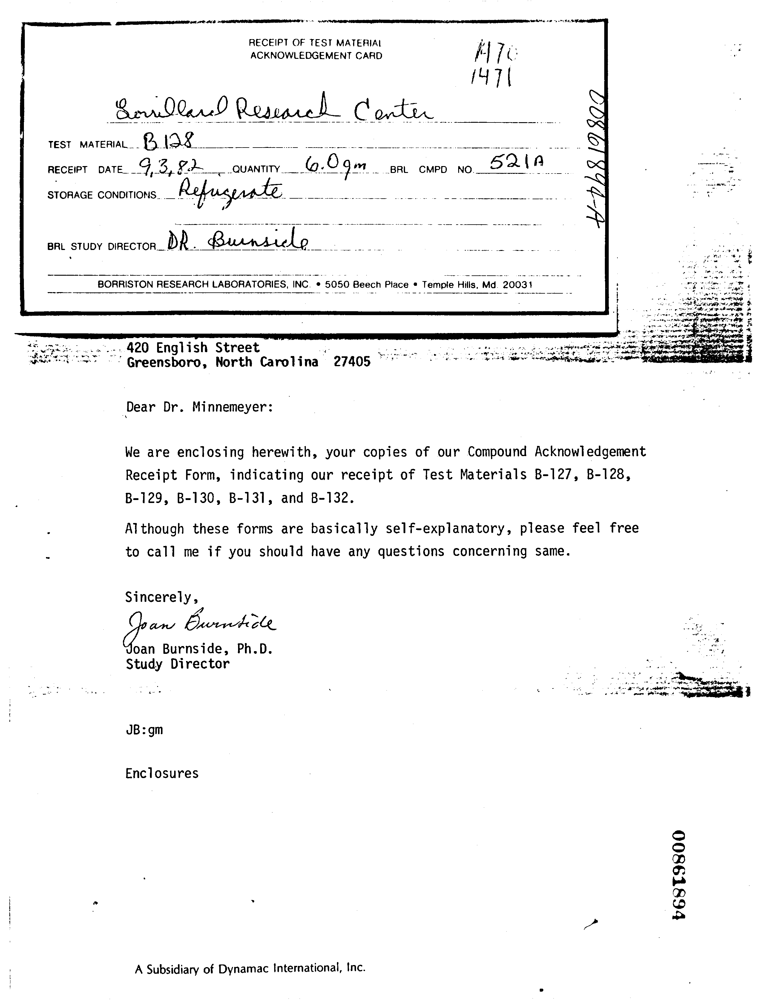 RECEIPT OF TEST MATERIAL
ACKNOWLEDGEMENT CARD
1471
Lorillard Research Center
TEST MATERIAL B128
RECEIPT DATE 9,3,82 QUANTITY 6.0gm BRL CMPD NO. 521A
STORAGE CONDITIONS Refrigerate
BRL STUDY DIRECTOR DR. Burnside
BORRISTON RESEARCH LABORATORIES, INC. • 5050 Beech Place • Temple Hills, Md. 20031
00861894-A
420 English Street
Greensboro, North Carolina 27405
Dear Dr. Minnemeyer:
We are enclosing herewith, your copies of our Compound Acknowledgement
Receipt Form, indicating our receipt of Test Materials B-127, B-128,
B-129, B-130, B-131, and B-132.
Although these forms are basically self-explanatory, please feel free
to call me if you should have any questions concerning same.
Sincerely,
Joan Burnside
Joan Burnside, Ph.D.
Study Director
JB:gm
Enclosures
00861894
A Subsidiary of Dynamac International, Inc.